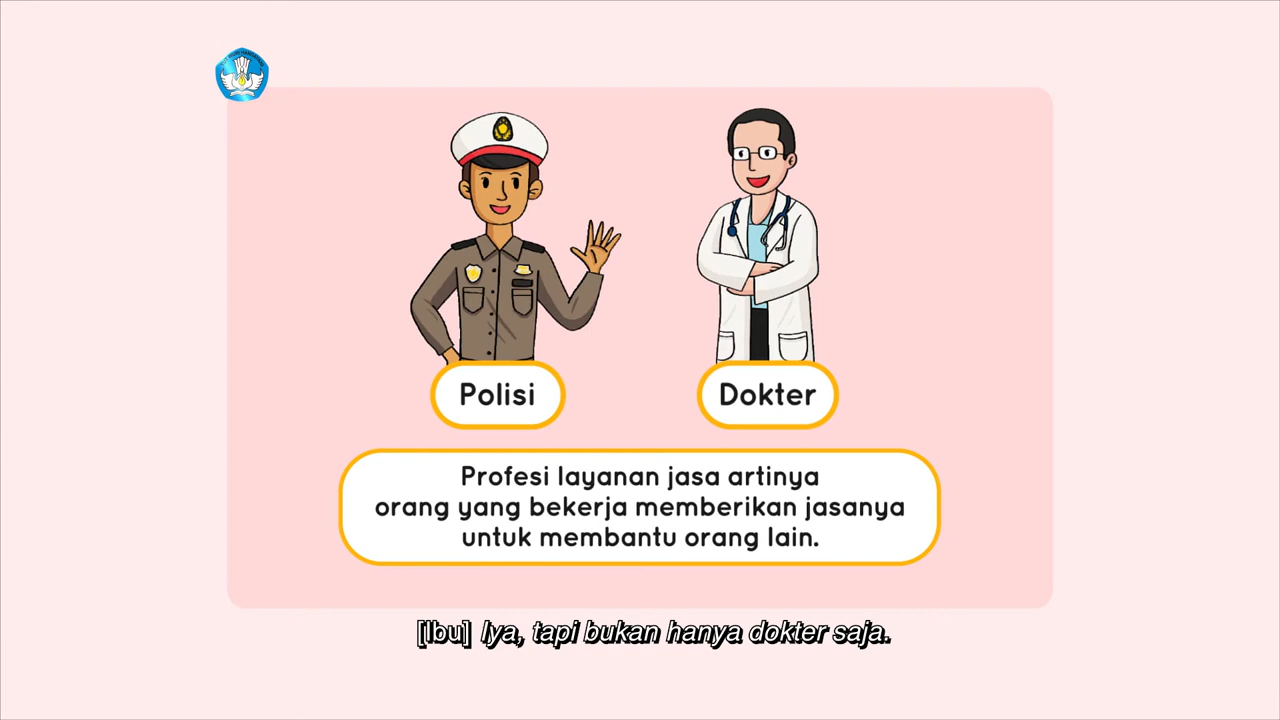 Polisi
Dokter
Profesi layanan jasa artinya
orang yang bekerja memberikan jasanya
untuk membantu orang lain.
[Ibu] Iya, tapi bukan hanya dokter saja.